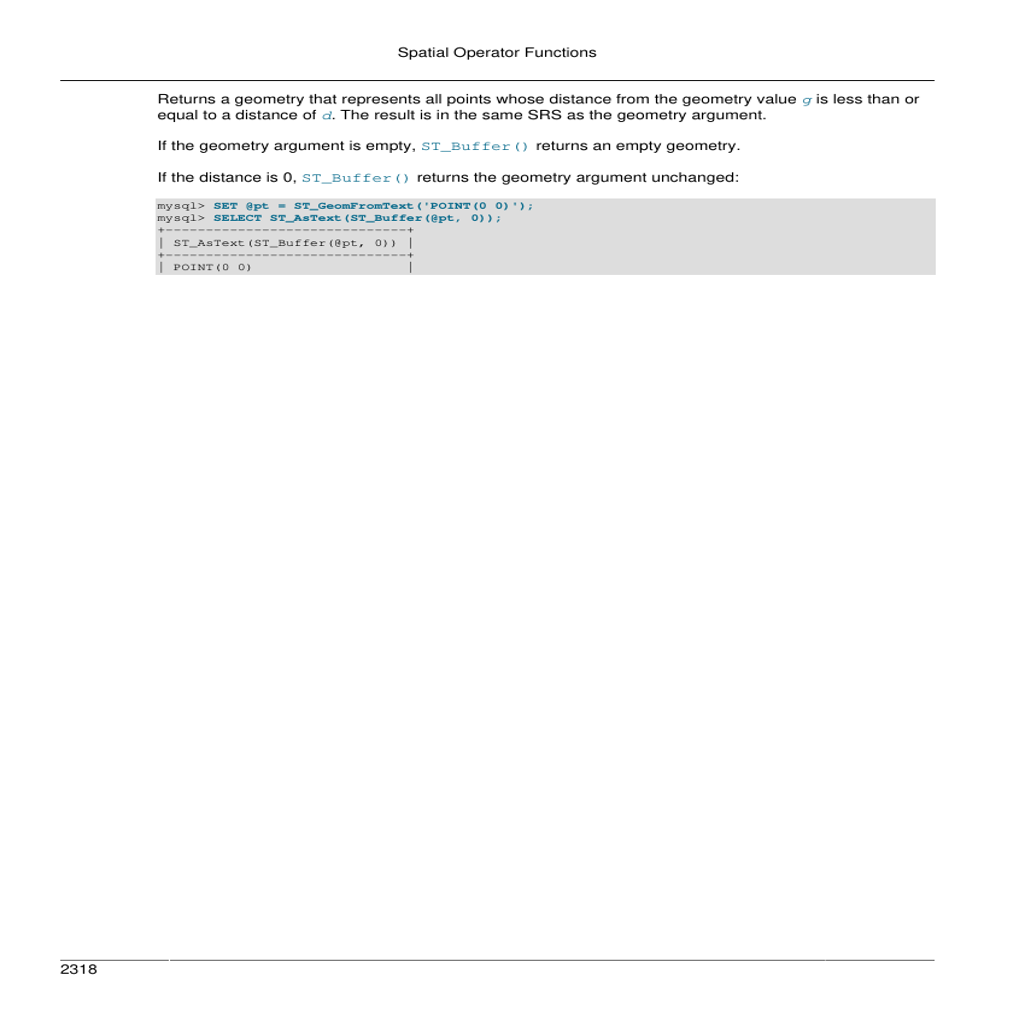 Spatial Operator Functions
Returns a geometry that represents all points whose distance from the geometry value g is less than or
equal to a distance of d. The result is in the same SRS as the geometry argument.
If the geometry argument is empty, ST_Buffer() returns an empty geometry.
If the distance is 0, ST_Buffer() returns the geometry argument unchanged:
mysql> SET @pt = ST_GeomFromText('POINT(0 0)');
mysql> SELECT ST_AsText(ST_Buffer(@pt, 0));
+------------------------------+
| ST_AsText(ST_Buffer(@pt, 0)) |
+------------------------------+
| POINT(0 0)                   |
2318